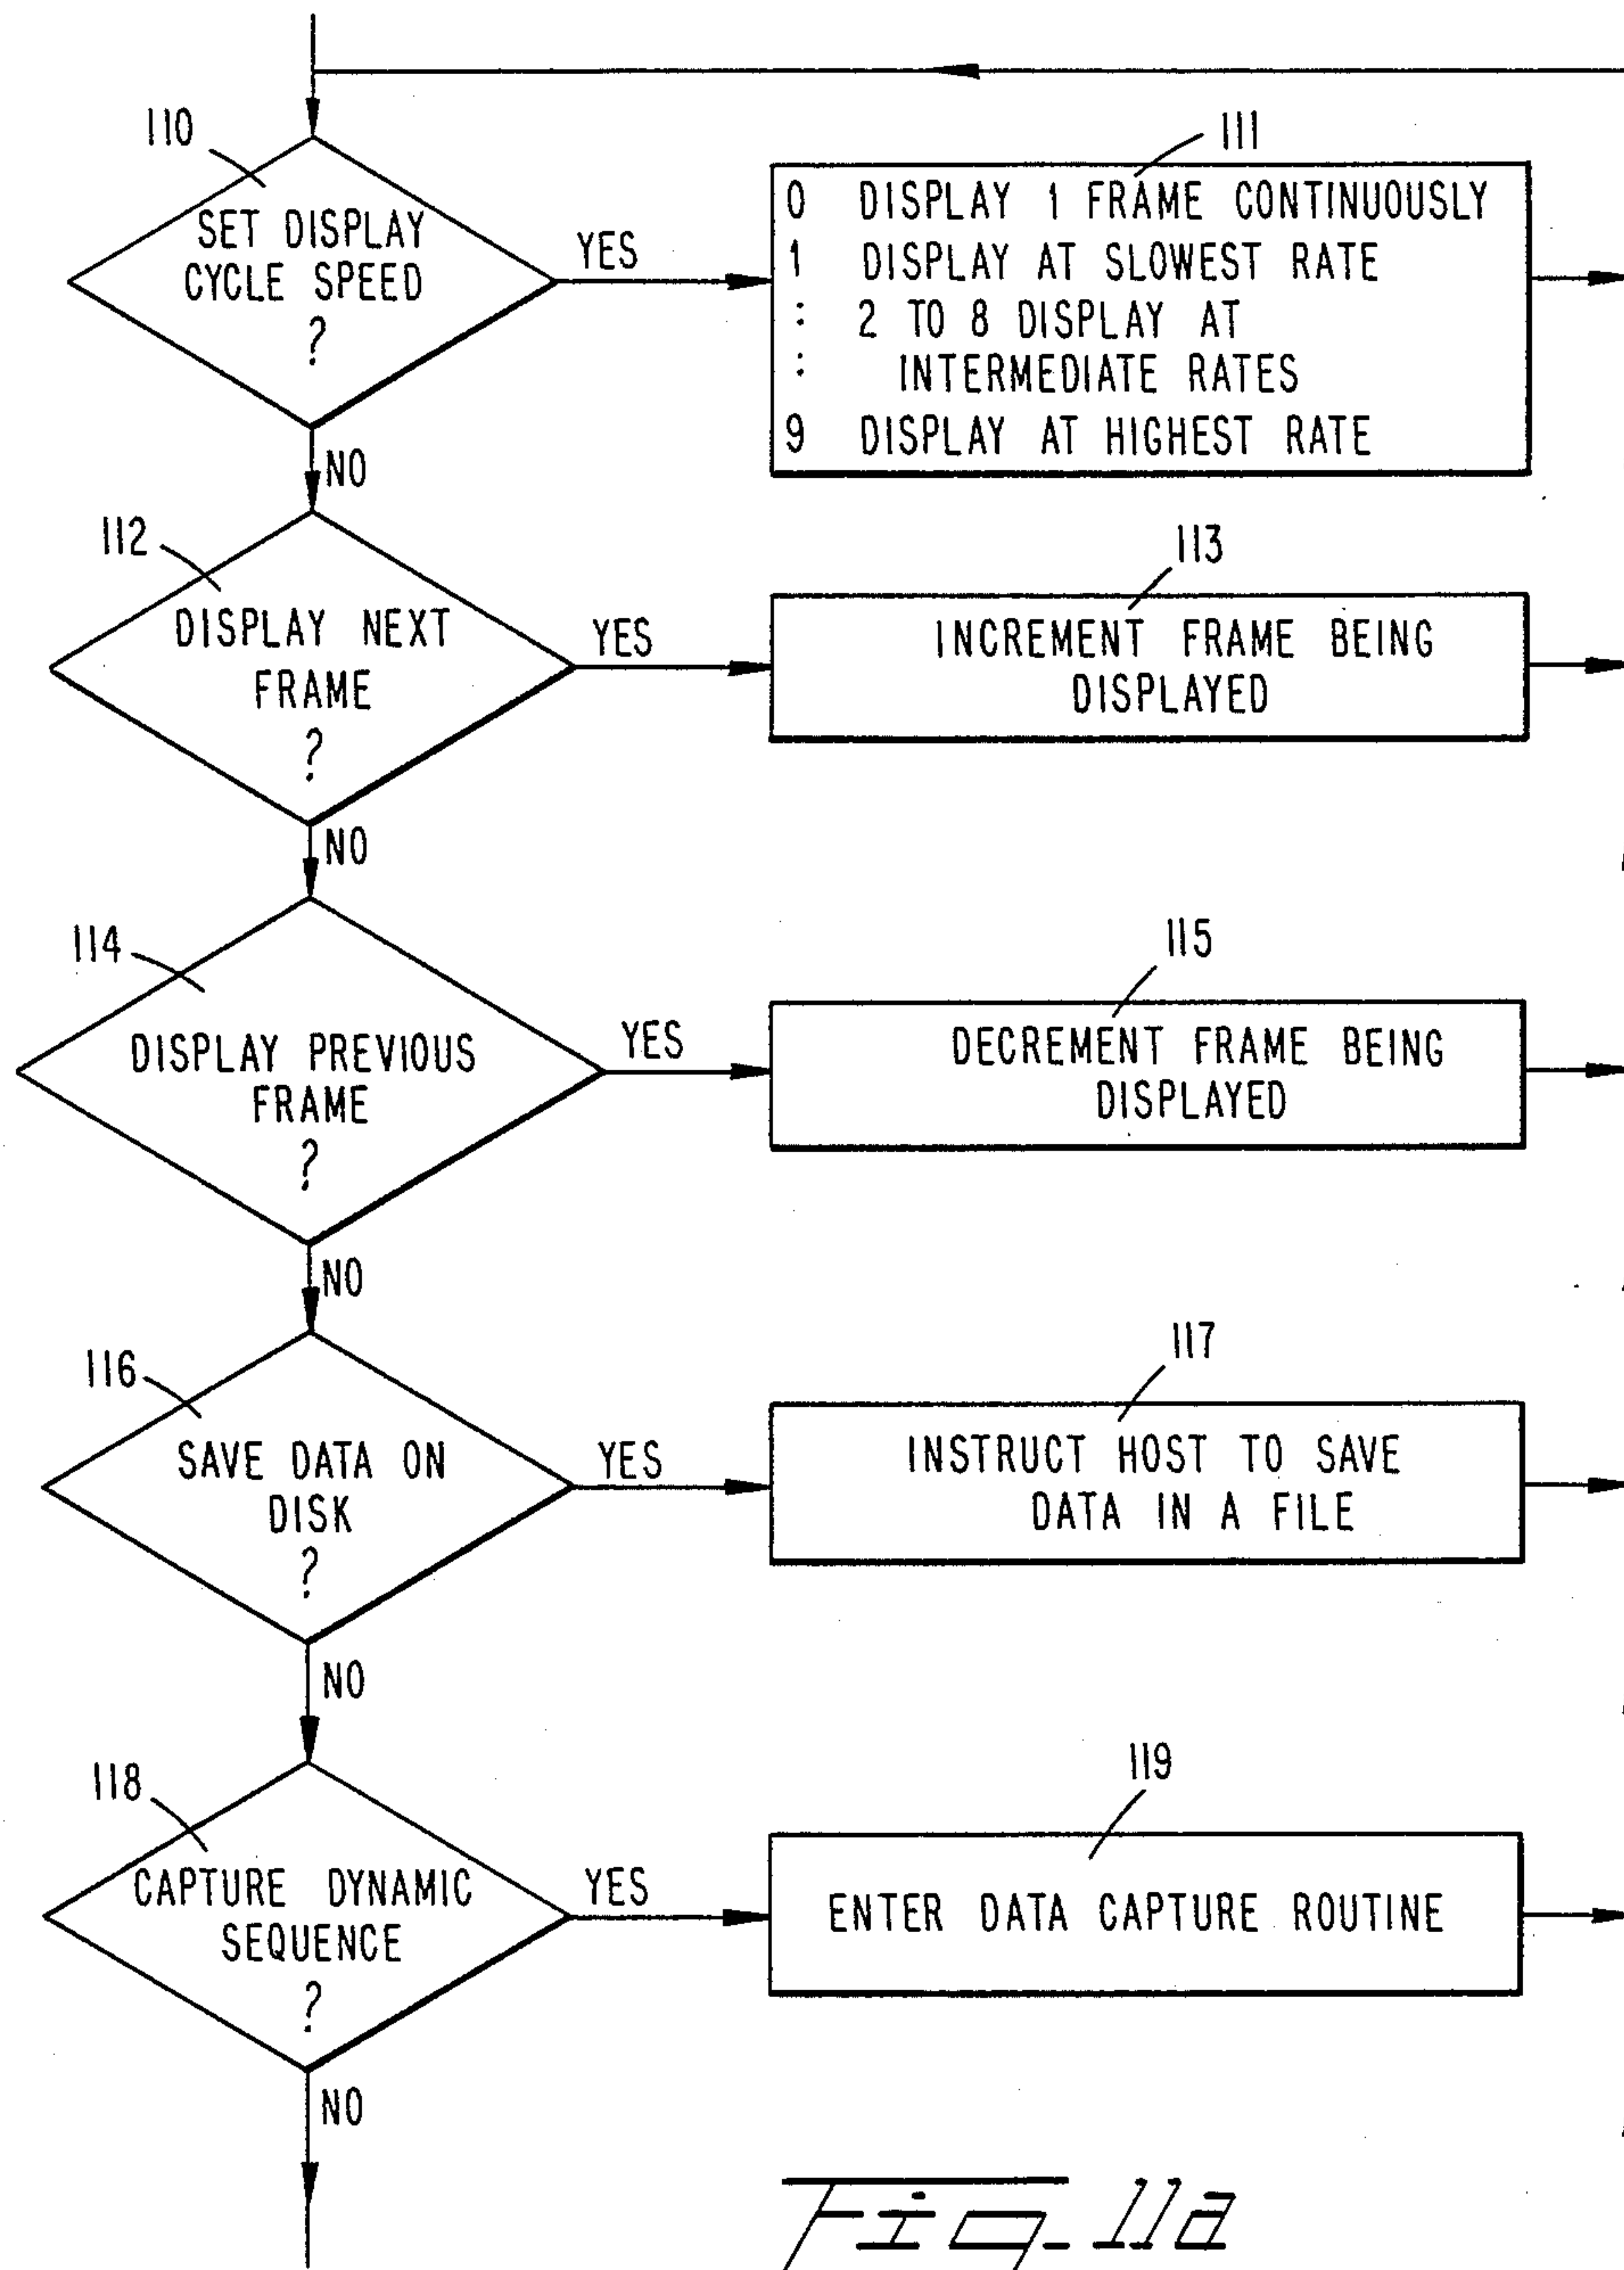 110
SET DISPLAY
CYCLE SPEED
?
YES
111
0 DISPLAY 1 FRAME CONTINUOUSLY
1 DISPLAY AT SLOWEST RATE
: 2 TO 8 DISPLAY AT
: INTERMEDIATE RATES
9 DISPLAY AT HIGHEST RATE
NO
112
DISPLAY NEXT
FRAME
?
YES
113
INCREMENT FRAME BEING
DISPLAYED
NO
114
DISPLAY PREVIOUS
FRAME
?
YES
115
DECREMENT FRAME BEING
DISPLAYED
NO
116
SAVE DATA ON
DISK
?
YES
117
INSTRUCT HOST TO SAVE
DATA IN A FILE
NO
118
CAPTURE DYNAMIC
SEQUENCE
?
YES
119
ENTER DATA CAPTURE ROUTINE
NO
Fig. 11a